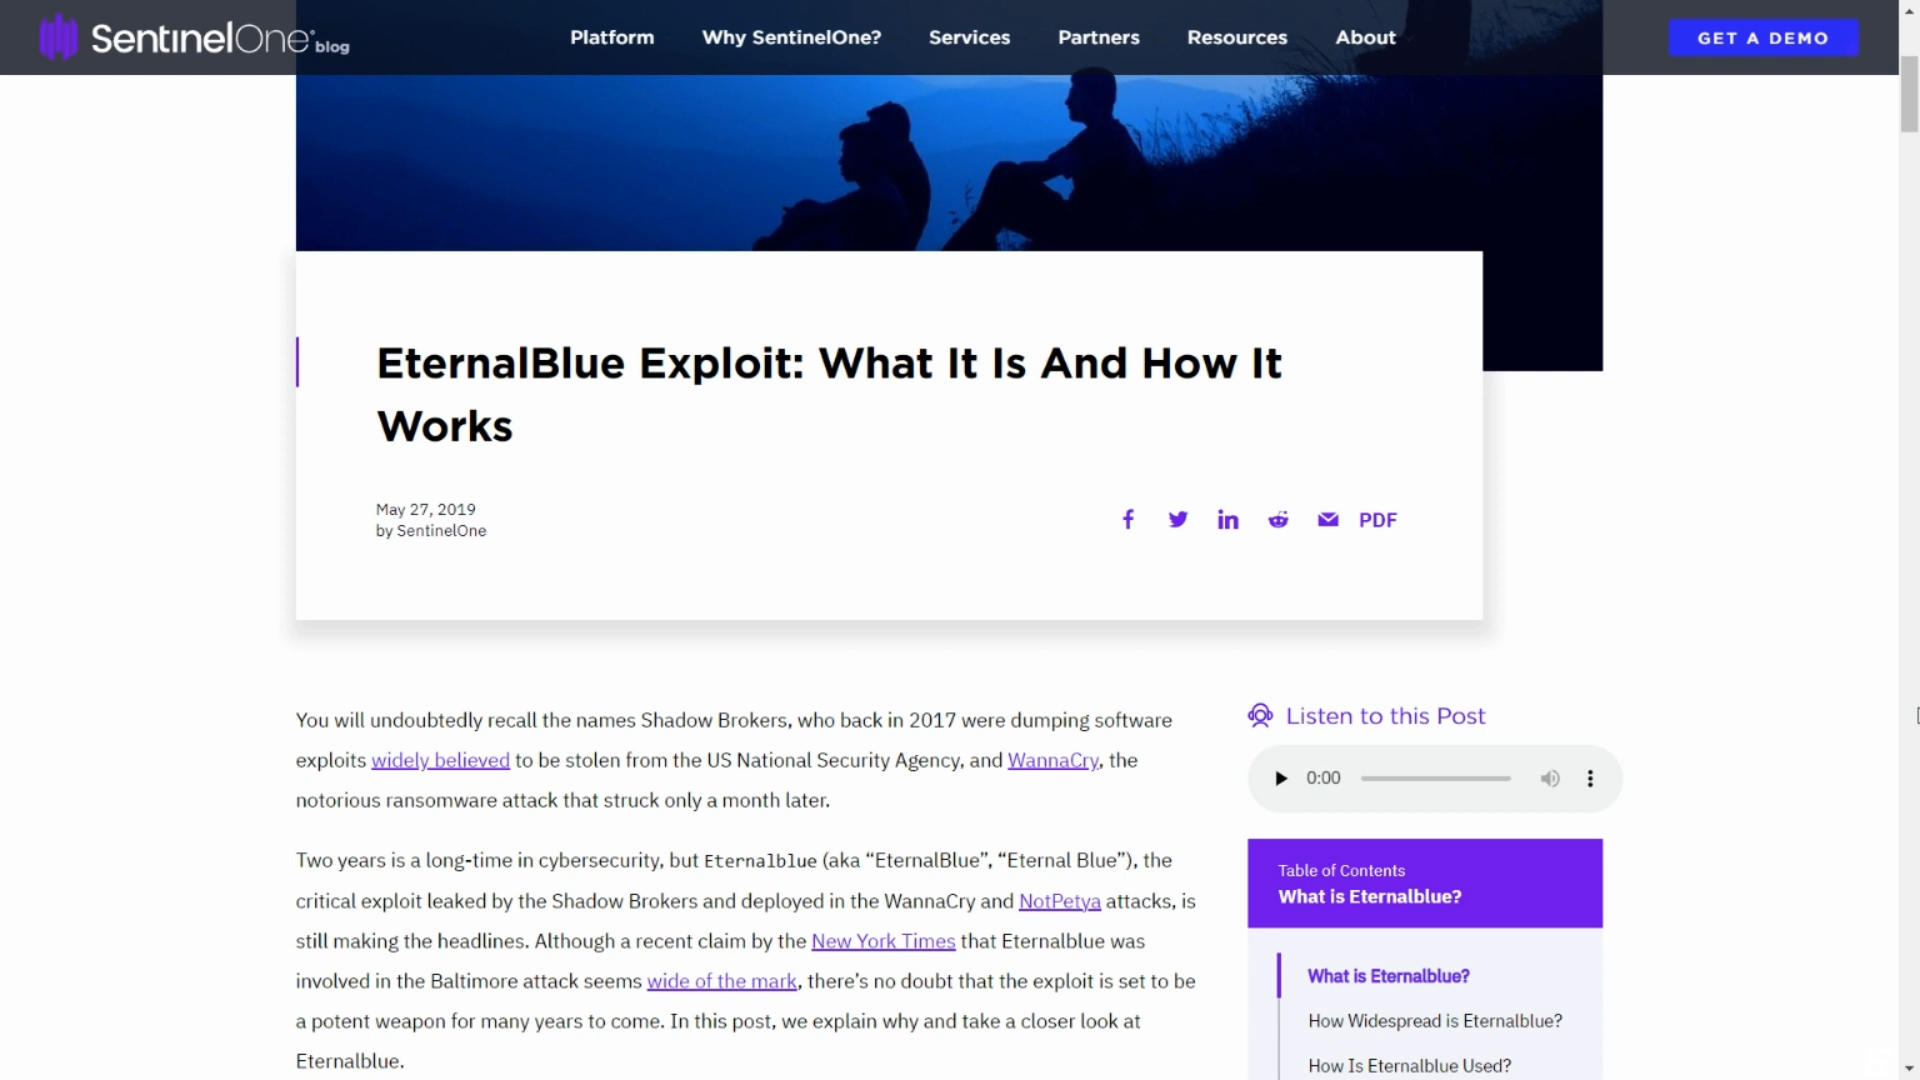 SentinelOne blog
Platform
Why SentinelOne?
Services
Partners
Resources
About
GET A DEMO
EternalBlue Exploit: What It Is And How It
Works
May 27, 2019
by SentinelOne
PDF
You will undoubtedly recall the names Shadow Brokers, who back in 2017 were dumping software
exploits widely believed to be stolen from the US National Security Agency, and WannaCry, the
notorious ransomware attack that struck only a month later.
Two years is a long-time in cybersecurity, but Eternalblue (aka “EternalBlue”, “Eternal Blue”), the
critical exploit leaked by the Shadow Brokers and deployed in the WannaCry and NotPetya attacks, is
still making the headlines. Although a recent claim by the New York Times that Eternalblue was
involved in the Baltimore attack seems wide of the mark, there’s no doubt that the exploit is set to be
a potent weapon for many years to come. In this post, we explain why and take a closer look at
Eternalblue.
Listen to this Post
0:00
Table of Contents
What is Eternalblue?
What is Eternalblue?
How Widespread is Eternalblue?
How Is Eternalblue Used?